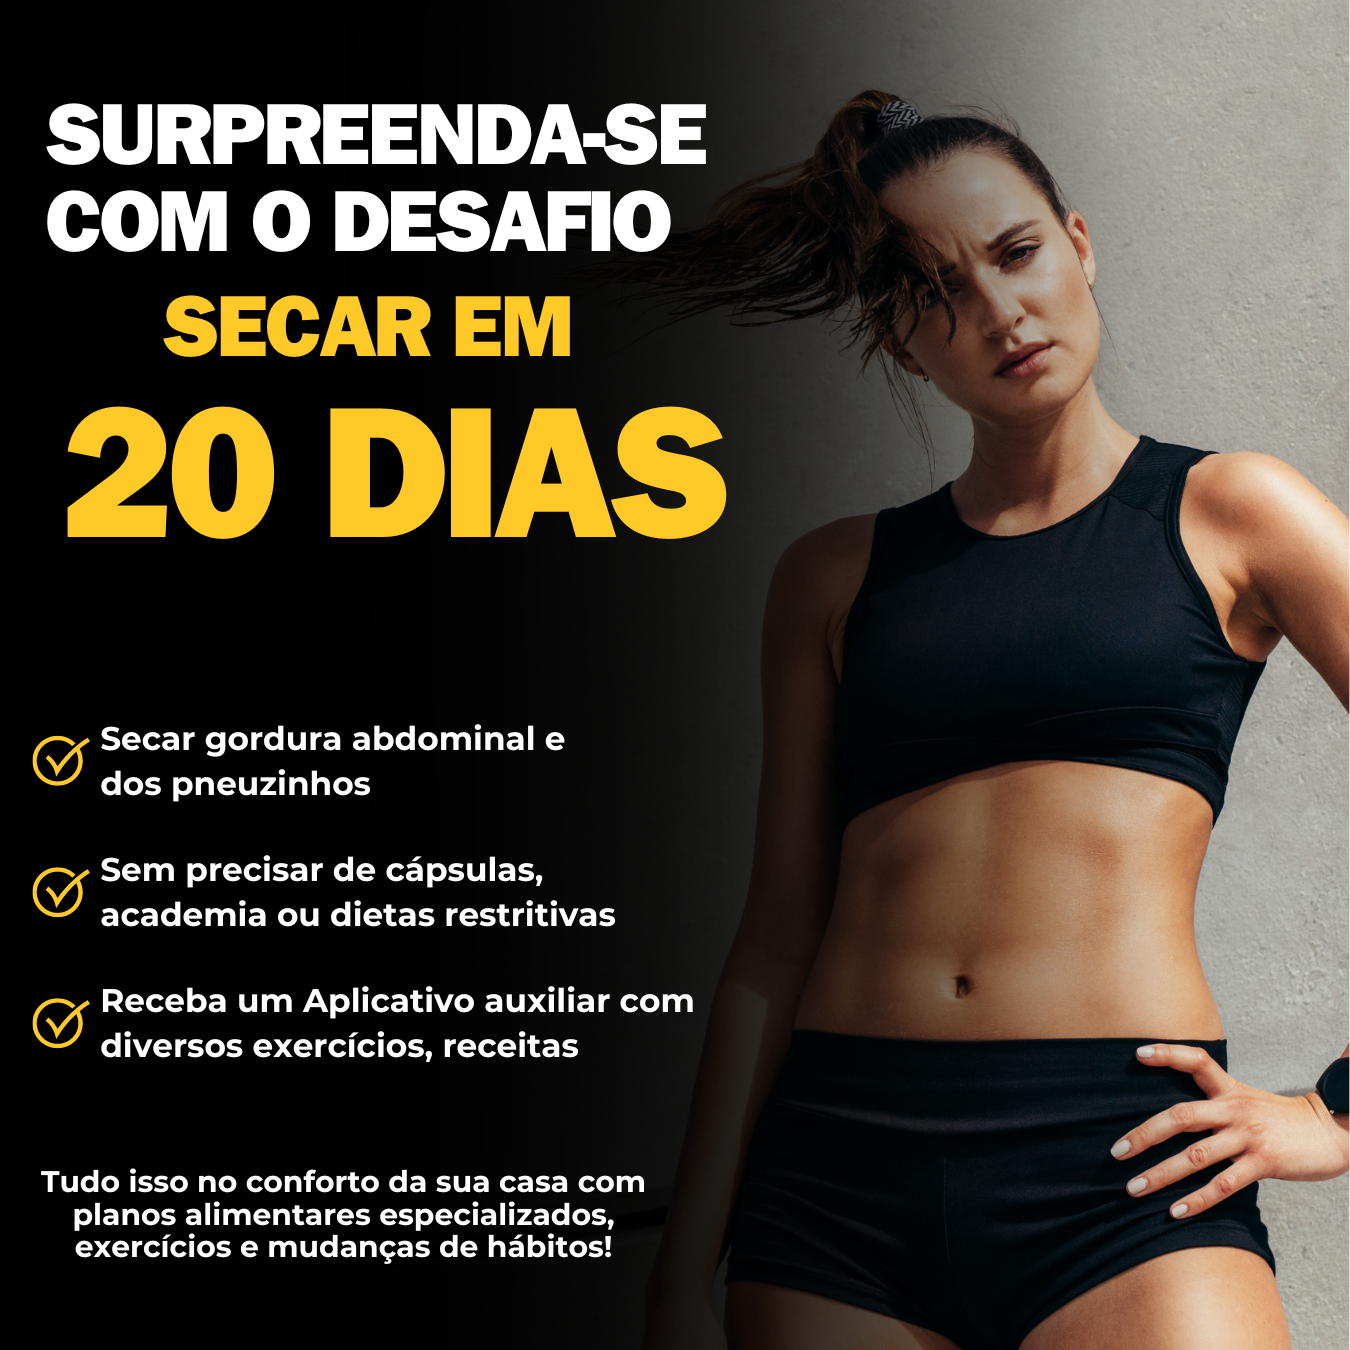 SURPREENDA-SE
COM O DESAFIO
SECAR EM
20 DIAS
Secar gordura abdominal e
dos pneuzinhos
Sem precisar de cápsulas,
academia ou dietas restritivas
Receba um Aplicativo auxiliar com
diversos exercícios, receitas
Tudo isso no conforto da sua casa com
planos alimentares especializados,
exercícios e mudanças de hábitos!